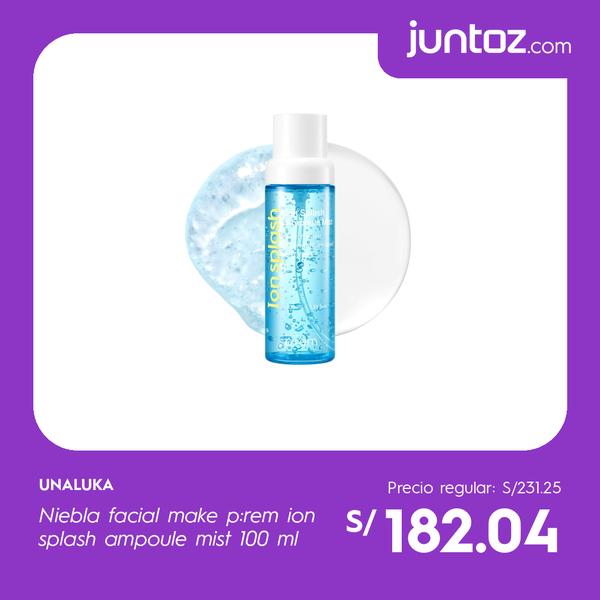 juntoz.com
Ion splash
UNALUKA
Niebla facial make p:rem ion
splash ampoule mist 100 ml
Precio regular: S/231.25
S/ 182.04